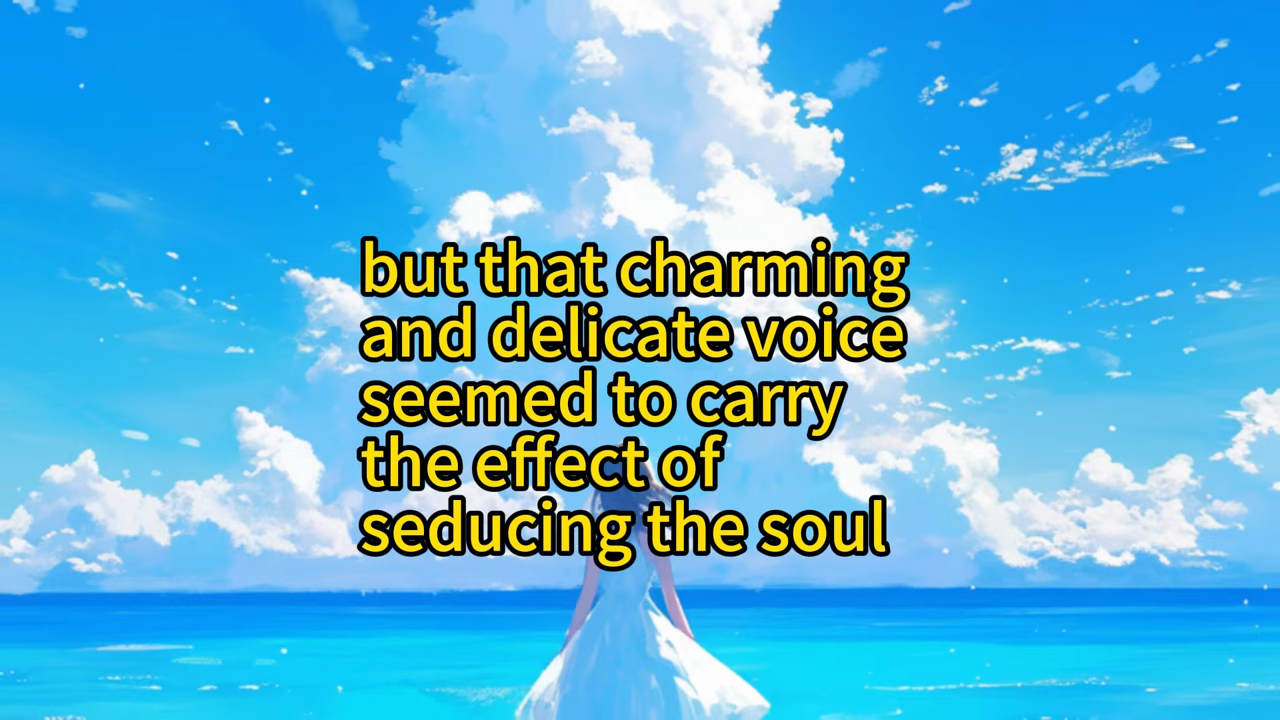 but that charming
and delicate voice
seemed to carry
the effect of
seducing the soul